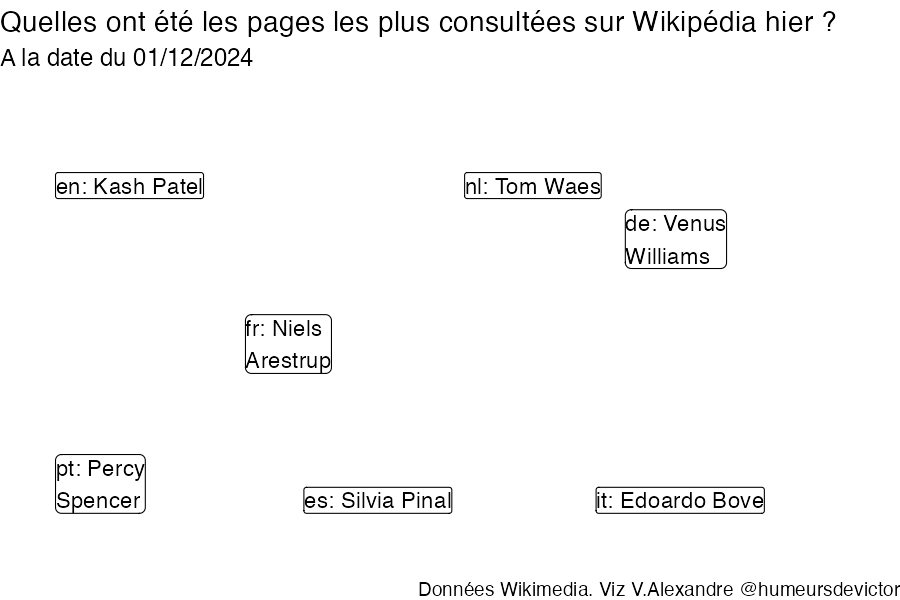 Quelles ont été les pages les plus consultées sur Wikipédia hier ?
A la date du 01/12/2024
en: Kash Patel
nl: Tom Waes
de: Venus
Williams
fr: Niels
Arestrup
pt: Percy
Spencer
es: Silvia Pinal
it: Edoardo Bove
Données Wikimedia. Viz V.Alexandre @humeursdevictor